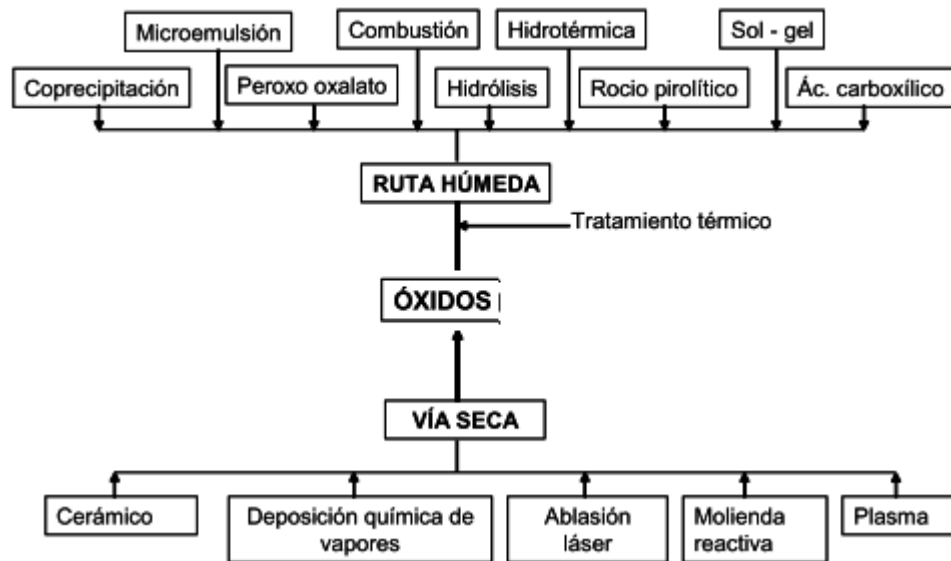 Microemulsión
Combustión
Hidrotérmica
Sol - gel
Coprecipitación
Peroxo oxalato
Hidrólisis
Rocio pirolítico
Ác. carboxílico
RUTA HÚMEDA
Tratamiento térmico
ÓXIDOS
VÍA SECA
Cerámico
Deposición química de
vapores
Ablasión
láser
Molienda
reactiva
Plasma